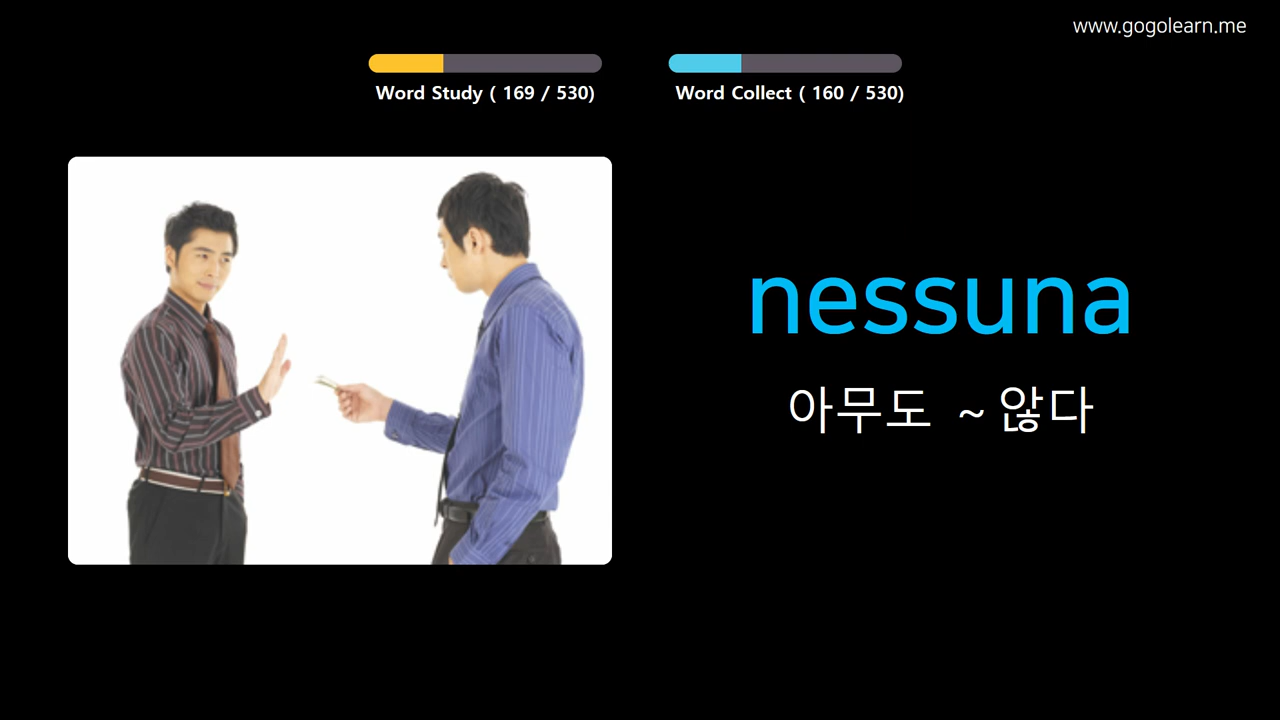 www.gogolearn.me
Word Study ( 169 / 530)
Word Collect ( 160 / 530)
nessuna
아무도 ~ 않다